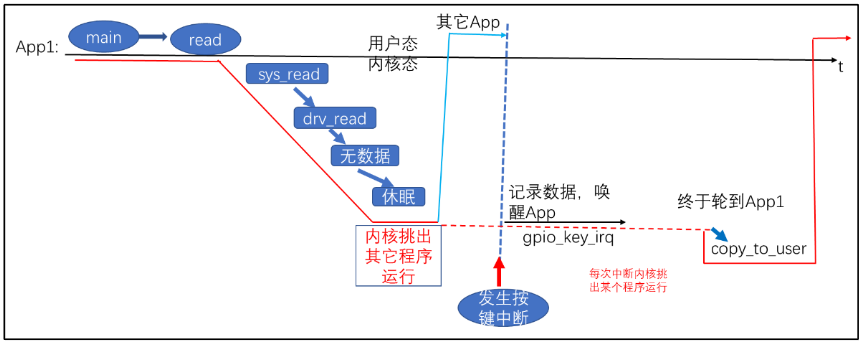 其它App
main
read
App1:
用户态
内核态
t
sys_read
drv_read
无数据
休眠
记录数据，唤
醒App
gpio_key_irq
终于轮到App1
copy_to_user
内核挑出
其它程序
运行
每次中断内核挑
出某个程序运行
发生按
键中断